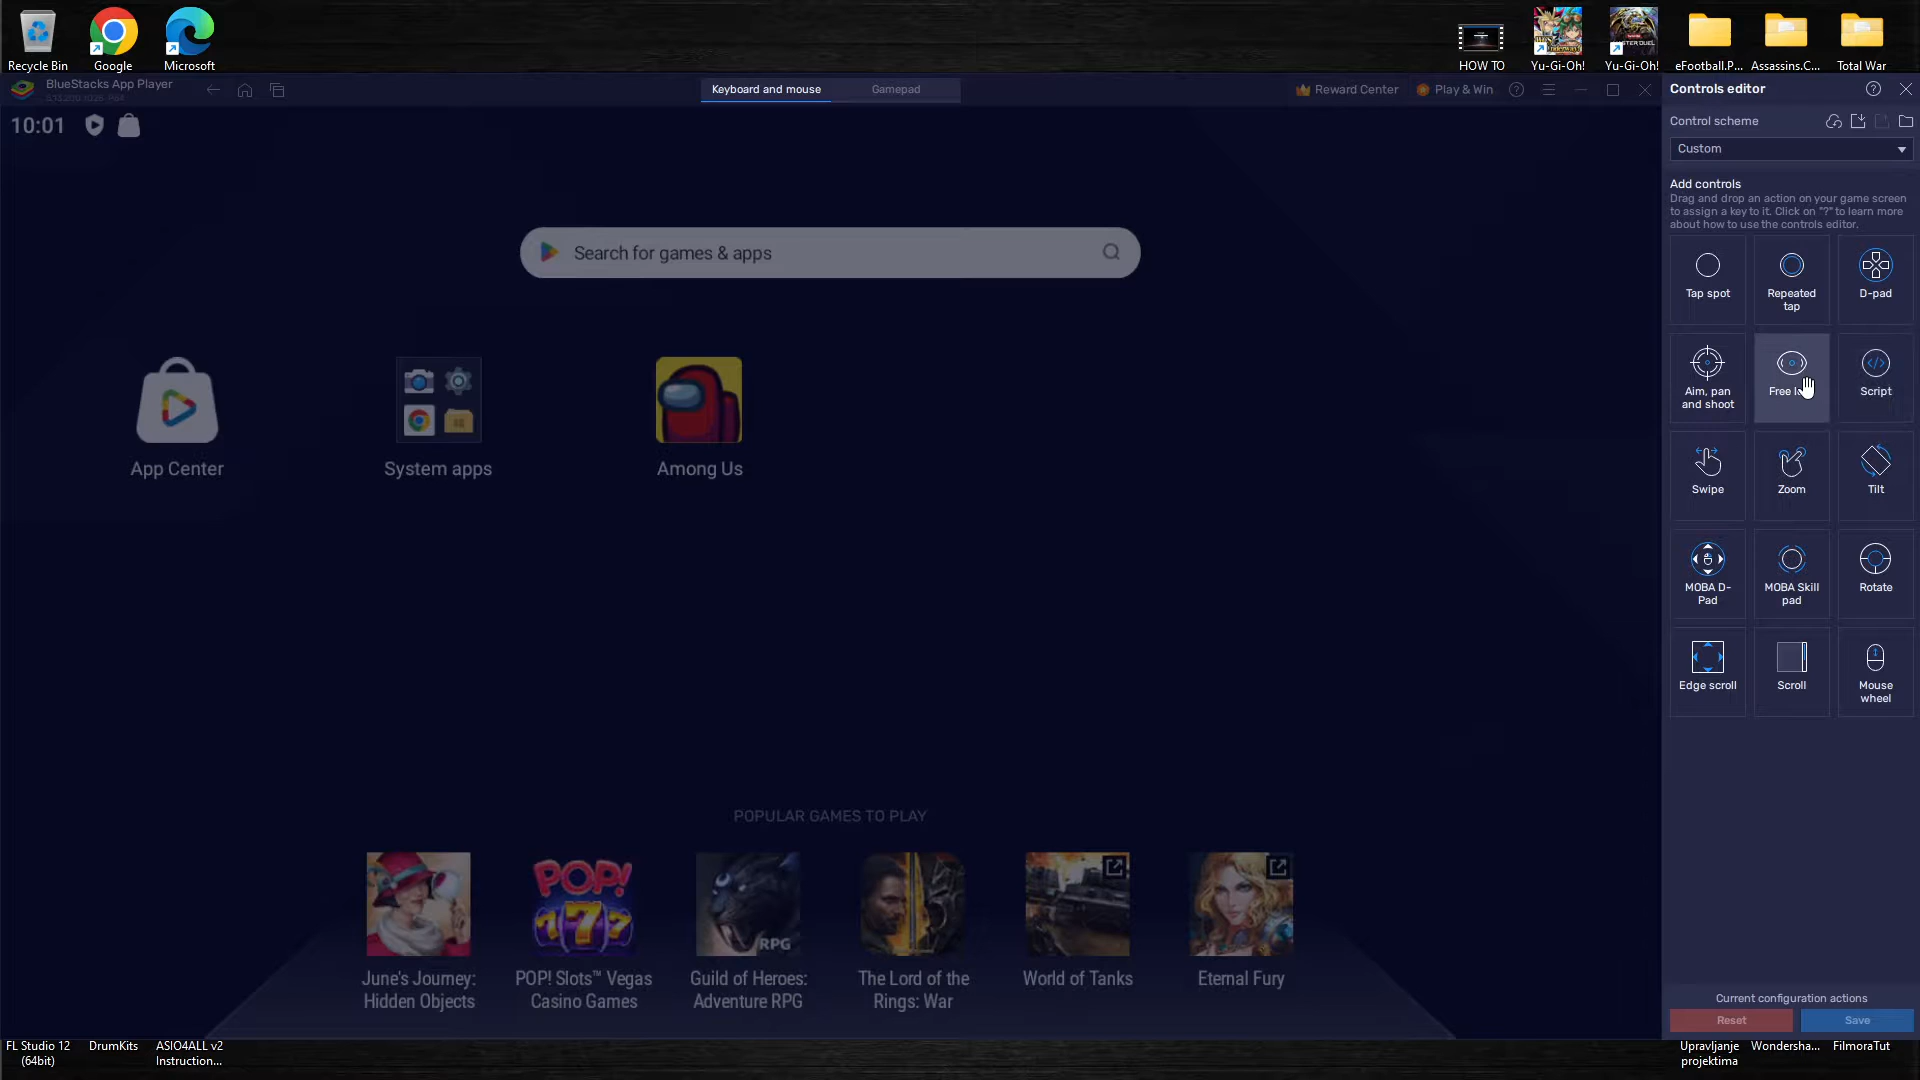 Recycle Bin
Google
Microsoft
HOW TO
Yu-Gi-Oh!
Yu-Gi-Oh!
eFootball.P...
Assassins.C...
Total War
BlueStacks App Player
Keyboard and mouse
Gamepad
Reward Center
Play & Win
10:01
Search for games & apps
App Center
System apps
Among Us
POPULAR GAMES TO PLAY
POP!
777
RPG
June's Journey:
Hidden Objects
POP! Slots™ Vegas
Casino Games
Guild of Heroes:
Adventure RPG
The Lord of the
Rings: War
World of Tanks
Eternal Fury
Controls editor
Control scheme
Custom
Add controls
Drag and drop an action on your game screen
to assign a key to it. Click on "?" to learn more
about how to use the controls editor.
Tap spot
Repeated
tap
D-pad
Aim, pan
and shoot
Free
Script
Swipe
Zoom
Tilt
MOBA D-
Pad
MOBA Skill
pad
Rotate
Edge scroll
Scroll
Mouse
wheel
Current configuration actions
Reset
Save
FL Studio 12
(64bit)
DrumKits
ASIO4ALL v2
Instruction...
Upravljanje
projektima
Wondersha...
FilmoraTut